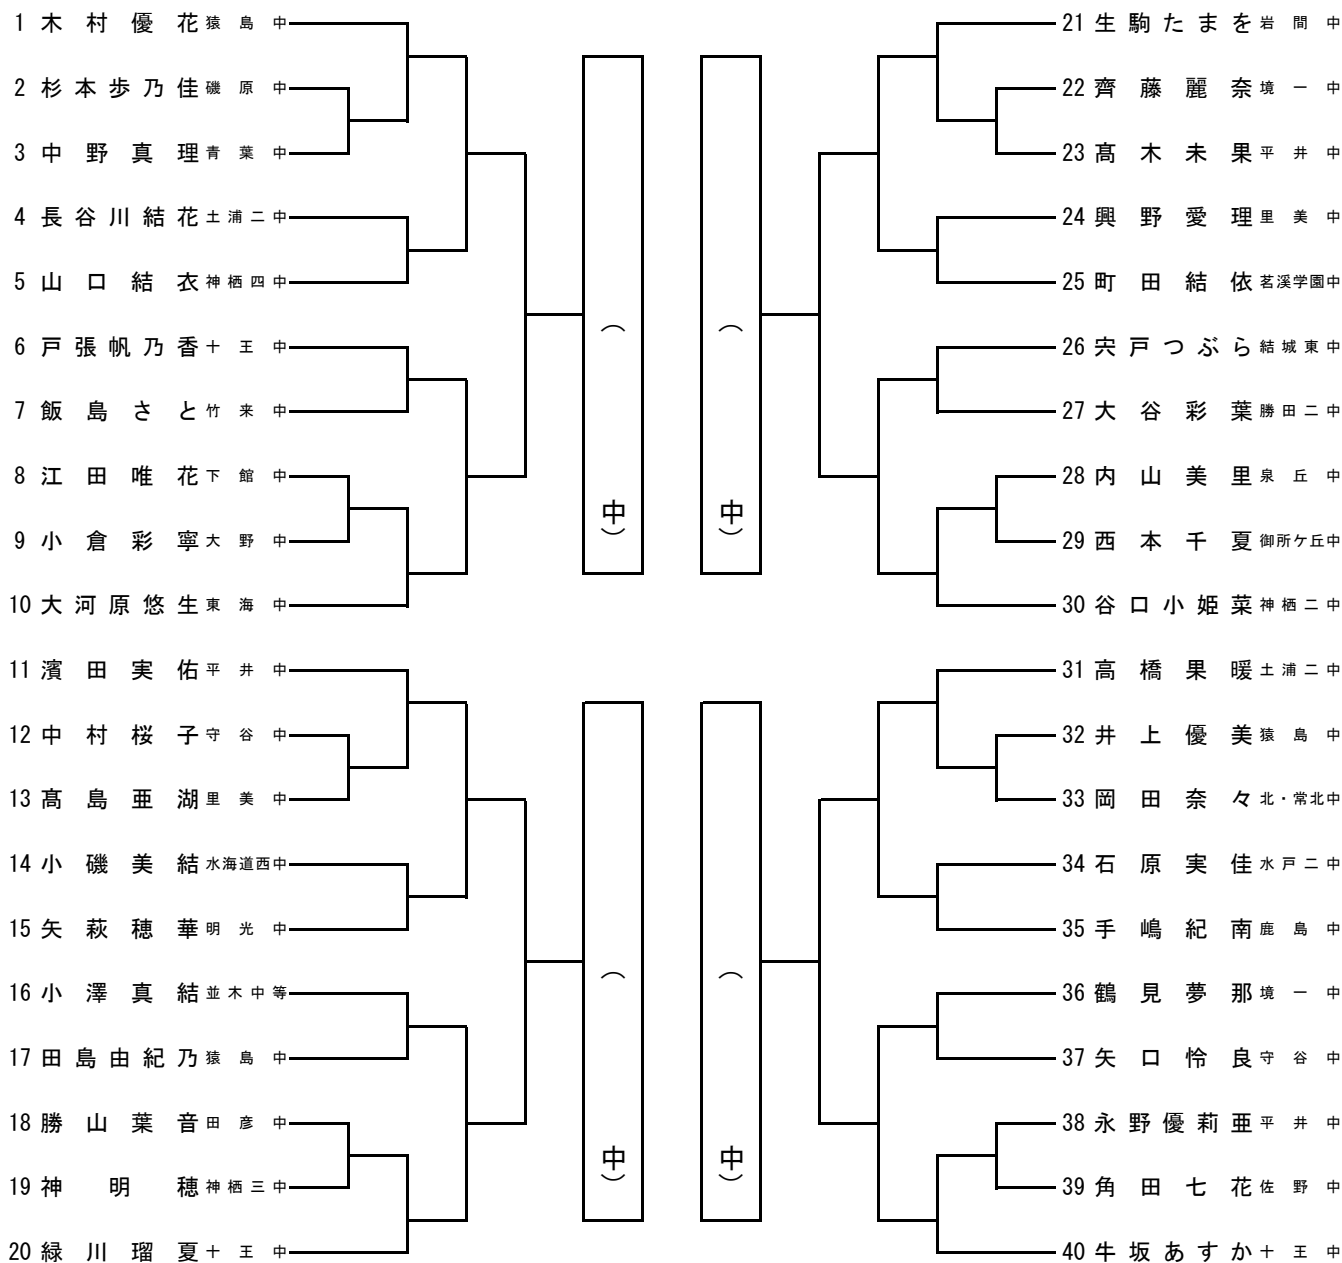 1 木村優花 猿島中
2 杉本歩乃佳 磯原中
3 中野真理 青葉中
4 長谷川結花 土浦二中
5 山口結衣 神栖四中
6 戸張帆乃香 十王中
7 飯島さと 竹来中
8 江田唯花 下館中
9 小倉彩寧 大野中
10 大河原悠生 東海中
11 濱田実佑 平井中
12 中村桜子 守谷中
13 髙島亜湖 里美中
14 小磯美結 水海道西中
15 矢萩穂華 明光中
16 小澤真結 並木中等
17 田島由紀乃 猿島中
18 勝山葉音 田彦中
19 神明穂 神栖三中
20 緑川瑠夏 十王中
（ 中）
（ 中）
（ 中）
（ 中）
21 生駒たまを 岩間中
22 齊藤麗奈 境一中
23 髙木未果 平井中
24 興野愛理 里美中
25 町田結依 茗溪学園中
26 宍戸つぶら 結城東中
27 大谷彩葉 勝田二中
28 内山美里 泉丘中
29 西本千夏 御所ケ丘中
30 谷口小姫菜 神栖二中
31 高橋果暖 土浦二中
32 井上優美 猿島中
33 岡田奈々 北・常北中
34 石原実佳 水戸二中
35 手嶋紀南 鹿島中
36 鶴見夢那 境一中
37 矢口怜良 守谷中
38 永野優莉亜 平井中
39 角田七花 佐野中
40 牛坂あすか 十王中